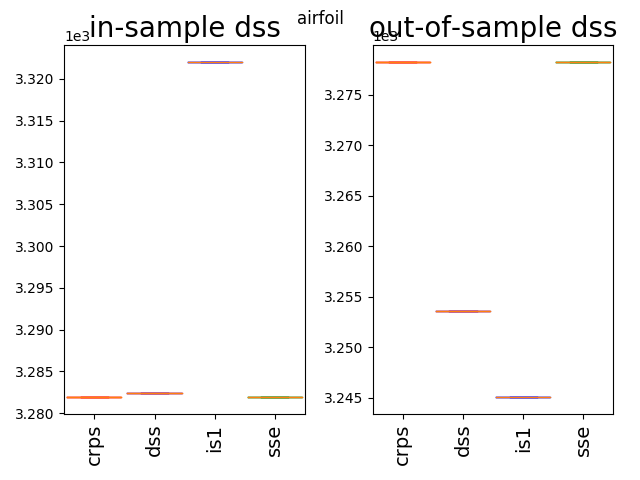 airfoil
in-sample dss
1e3
3.320
3.315
3.310
3.305
3.300
3.295
3.290
3.285
3.280
crps
dss
is1
sse
out-of-sample dss
1e3
3.275
3.270
3.265
3.260
3.255
3.250
3.245
crps
dss
is1
sse